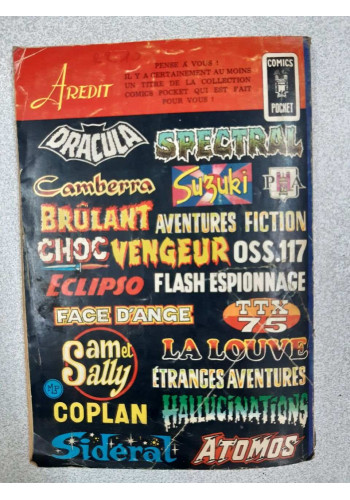 AREDIT
PENSE A VOUS !
IL Y A CERTAINEMENT AU MOINS
UN TITRE DE LA COLLECTION
COMICS POCKET QUI EST FAIT
POUR VOUS !
COMICS
POCKET
DRACULA SPECTRAL
Camberra Suzuki
BRÛLANT AVENTURES FICTION
CHOC VENGEUR OSS.117
ECLIPSO FLASH ESPIONNAGE
FACE D'ANGE TTX
75
Sam et
Sally
LA LOUVE
ÉTRANGES AVENTURES
COPLAN HALLUCINATIONS
Sidéral ATOMOS